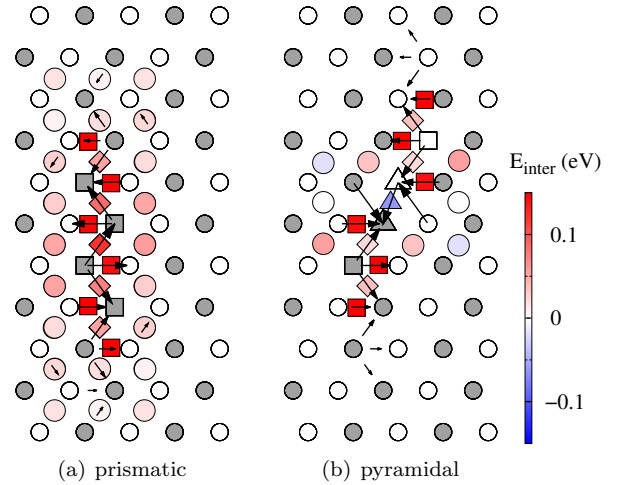 E_inter (eV)
0.1
0
−0.1
(a) prismatic
(b) pyramidal